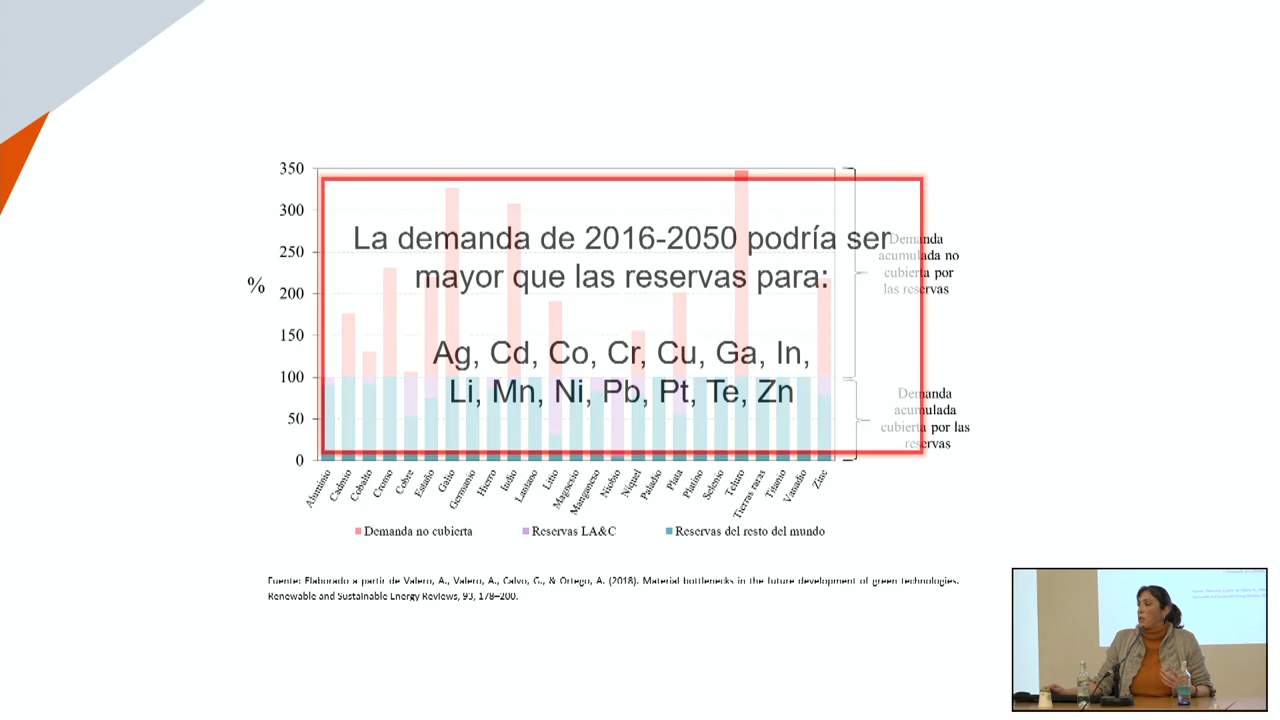 350
300
250
200
150
100
50
0
%
La demanda de 2016-2050 podría ser
mayor que las reservas para:
Ag, Cd, Co, Cr, Cu, Ga, In,
Li, Mn, Ni, Pb, Pt, Te, Zn
Demanda
acumulada no
cubierta por
las reservas
Demanda
acumulada
cubierta por las
reservas
Aluminio
Cadmio
Cobalto
Cromo
Cobre
Estaño
Galio
Germanio
Hierro
Indio
Lantano
Litio
Magnesio
Manganeso
Niobio
Níquel
Paladio
Plata
Platino
Selenio
Teluro
Tierras raras
Titanio
Vanadio
Zinc
Demanda no cubierta
Reservas LA&C
Reservas del resto del mundo
Fuente: Elaborado a partir de Valero, A., Valero, A., Calvo, G., & Ortego, A. (2018). Material bottlenecks in the future development of green technologies.
Renewable and Sustainable Energy Reviews, 93, 178–200.